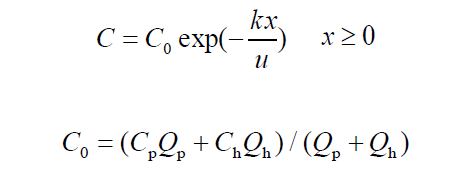 C = C₀ exp(−kx/u) x ≥ 0
C₀ = (CₚQₚ + CₕQₕ) / (Qₚ + Qₕ)